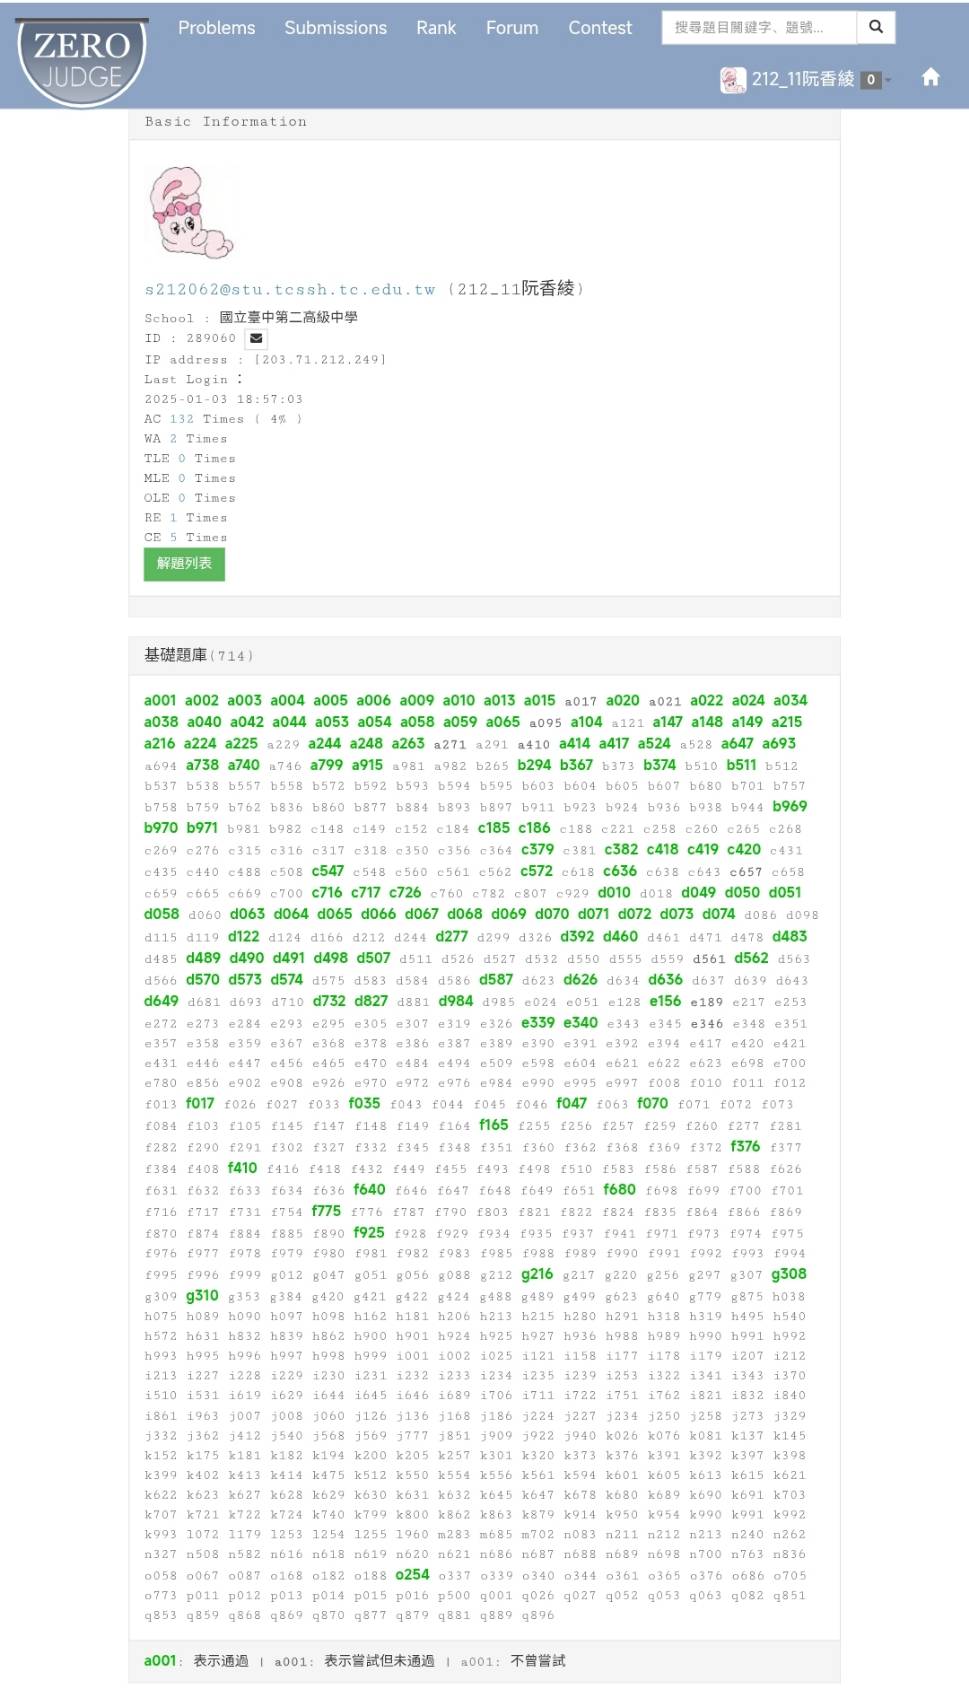 ZERO
JUDGE
Problems Submissions Rank Forum Contest 搜尋題目關鍵字、題號...
212_11阮香綾 0
Basic Information
s212062@stu.tcssh.tc.edu.tw (212_11阮香綾)
School : 國立臺中第二高級中學
ID : 289060
IP address : [203.71.212.249]
Last Login :
2025-01-03 18:57:03
AC 132 Times ( 4% )
WA 2 Times
TLE 0 Times
MLE 0 Times
OLE 0 Times
RE 1 Times
CE 5 Times
解題列表
基礎題庫(714)
a001 a002 a003 a004 a005 a006 a009 a010 a013 a015 a017 a020 a021 a022 a024 a034
a038 a040 a042 a044 a053 a054 a058 a059 a065 a095 a104 a121 a147 a148 a149 a215
a216 a224 a225 a229 a244 a248 a263 a271 a291 a410 a414 a417 a524 a528 a647 a693
a694 a738 a740 a746 a799 a915 a981 a982 b265 b294 b367 b373 b374 b510 b511 b512
b537 b538 b557 b558 b572 b592 b593 b594 b595 b603 b604 b605 b607 b680 b701 b757
b758 b759 b762 b836 b860 b877 b884 b893 b897 b911 b923 b924 b936 b938 b944 b969
b970 b971 b981 b982 c148 c149 c152 c184 c185 c186 c188 c221 c258 c260 c265 c268
c269 c276 c315 c316 c317 c318 c350 c356 c364 c379 c381 c382 c418 c419 c420 c431
c435 c440 c488 c508 c547 c548 c560 c561 c562 c572 c618 c636 c638 c643 c657 c658
c659 c665 c669 c700 c716 c717 c726 c760 c782 c807 c929 d010 d018 d049 d050 d051
d058 d060 d063 d064 d065 d066 d067 d068 d069 d070 d071 d072 d073 d074 d086 d098
d115 d119 d122 d124 d166 d212 d244 d277 d299 d326 d392 d460 d461 d471 d478 d483
d485 d489 d490 d491 d498 d507 d511 d526 d527 d532 d550 d555 d559 d561 d562 d563
d566 d570 d573 d574 d575 d583 d584 d586 d587 d623 d626 d634 d636 d637 d639 d643
d649 d681 d693 d710 d732 d827 d881 d984 d985 e024 e051 e128 e156 e189 e217 e253
e272 e273 e284 e293 e295 e305 e307 e319 e326 e339 e340 e343 e345 e346 e348 e351
e357 e358 e359 e367 e368 e378 e386 e387 e389 e390 e391 e392 e394 e417 e420 e421
e431 e446 e447 e456 e465 e470 e484 e494 e509 e598 e604 e621 e622 e623 e698 e700
e780 e856 e902 e908 e926 e970 e972 e976 e984 e990 e995 e997 f008 f010 f011 f012
f013 f017 f026 f027 f033 f035 f043 f044 f045 f046 f047 f063 f070 f071 f072 f073
f084 f103 f105 f145 f147 f148 f149 f164 f165 f255 f256 f257 f259 f260 f277 f281
f282 f290 f291 f302 f327 f332 f345 f348 f351 f360 f362 f368 f369 f372 f376 f377
f384 f408 f410 f416 f418 f432 f449 f455 f493 f498 f510 f583 f586 f587 f588 f626
f631 f632 f633 f634 f636 f640 f646 f647 f648 f649 f651 f680 f698 f699 f700 f701
f716 f717 f731 f754 f775 f776 f787 f790 f803 f821 f822 f824 f835 f864 f866 f869
f870 f874 f884 f885 f890 f925 f928 f929 f934 f935 f937 f941 f971 f973 f974 f975
f976 f977 f978 f979 f980 f981 f982 f983 f985 f988 f989 f990 f991 f992 f993 f994
f995 f996 f999 g012 g047 g051 g056 g088 g212 g216 g217 g220 g256 g297 g307 g308
g309 g310 g353 g384 g420 g421 g422 g424 g488 g489 g499 g623 g640 g779 g875 h038
h075 h089 h090 h097 h098 h162 h181 h206 h213 h215 h280 h291 h318 h319 h495 h540
h572 h631 h832 h839 h862 h900 h901 h924 h925 h927 h936 h988 h989 h990 h991 h992
h993 h995 h996 h997 h998 h999 i001 i002 i025 i121 i158 i177 i178 i179 i207 i212
i213 i227 i228 i229 i230 i231 i232 i233 i234 i235 i239 i253 i322 i341 i343 i370
i510 i531 i619 i629 i644 i645 i646 i689 i706 i711 i722 i751 i762 i821 i832 i840
i861 i963 j007 j008 j060 j126 j136 j168 j186 j224 j227 j234 j250 j258 j273 j329
j332 j362 j412 j540 j568 j569 j777 j851 j909 j922 j940 k026 k076 k081 k137 k145
k152 k175 k181 k182 k194 k200 k205 k257 k301 k320 k373 k376 k391 k392 k397 k398
k399 k402 k413 k414 k475 k512 k550 k554 k556 k561 k594 k601 k605 k613 k615 k621
k622 k623 k627 k628 k629 k630 k631 k632 k645 k647 k678 k680 k689 k690 k691 k703
k707 k721 k722 k724 k740 k799 k800 k862 k863 k879 k914 k950 k954 k990 k991 k992
k993 l072 l179 l253 l254 l255 l960 m283 m685 m702 n083 n211 n212 n213 n240 n262
n327 n508 n582 n616 n618 n619 n620 n621 n686 n687 n688 n689 n698 n700 n763 n836
o058 o067 o087 o168 o182 o188 o254 o337 o339 o340 o344 o361 o365 o376 o686 o705
o773 p011 p012 p013 p014 p015 p016 p500 q001 q026 q027 q052 q053 q063 q082 q851
q853 q859 q868 q869 q870 q877 q879 q881 q889 q896
a001: 表示通過 | a001: 表示嘗試但未通過 | a001: 不曾嘗試